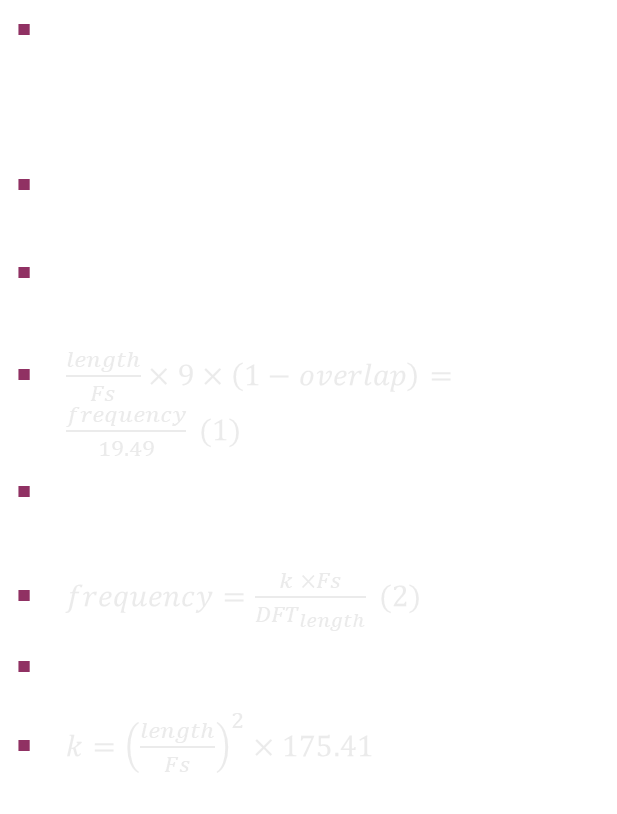 ▪
▪
▪
▪ length/Fs × 9 × (1 − overlap) =
frequency/19.49 (1)
▪
▪ frequency = k ×Fs/DFT_length (2)
▪
▪ k = (length/Fs)^2 × 175.41